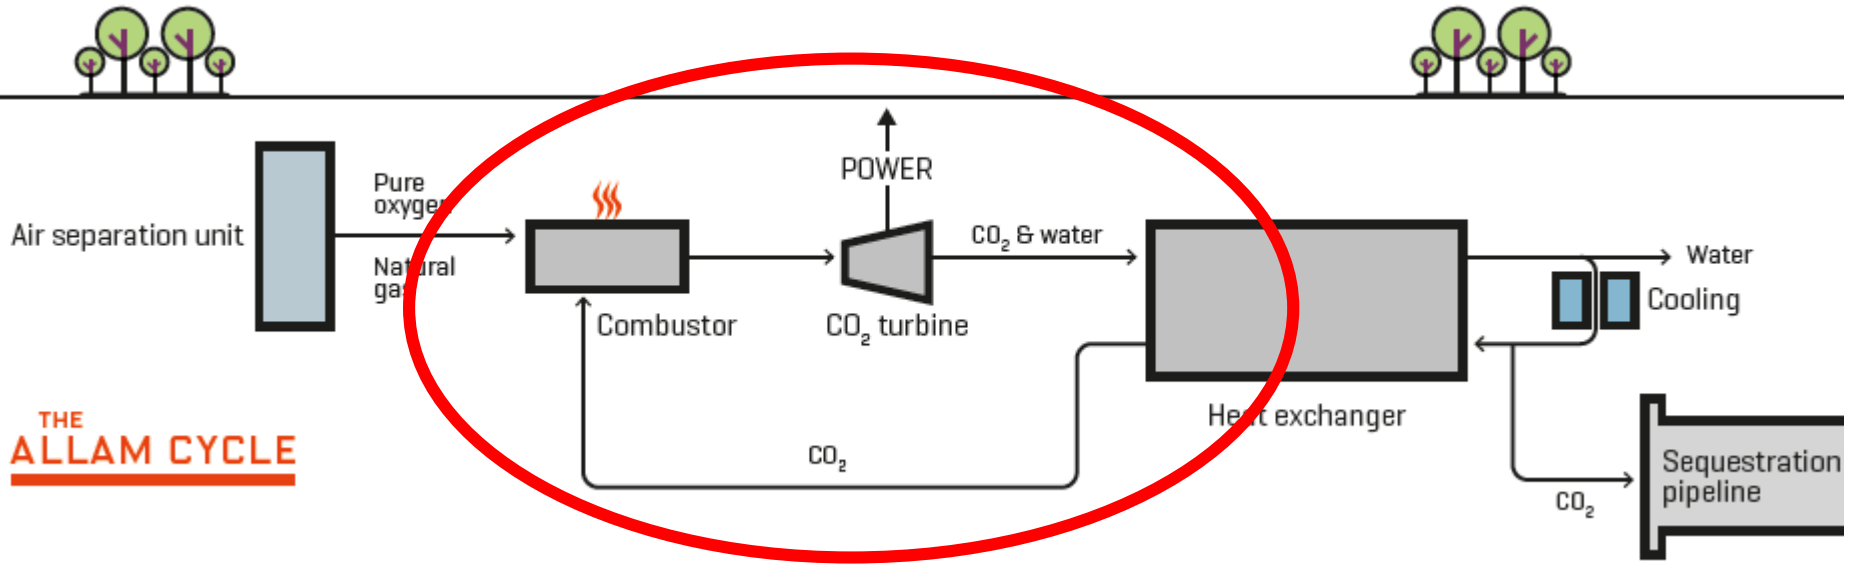 POWER
Pure
oxygen
Air separation unit
CO₂ & water
Natural
gas
Water
Cooling
Combustor
CO₂ turbine
Heat exchanger
THE
ALLAM CYCLE
CO₂
Sequestration
pipeline
CO₂